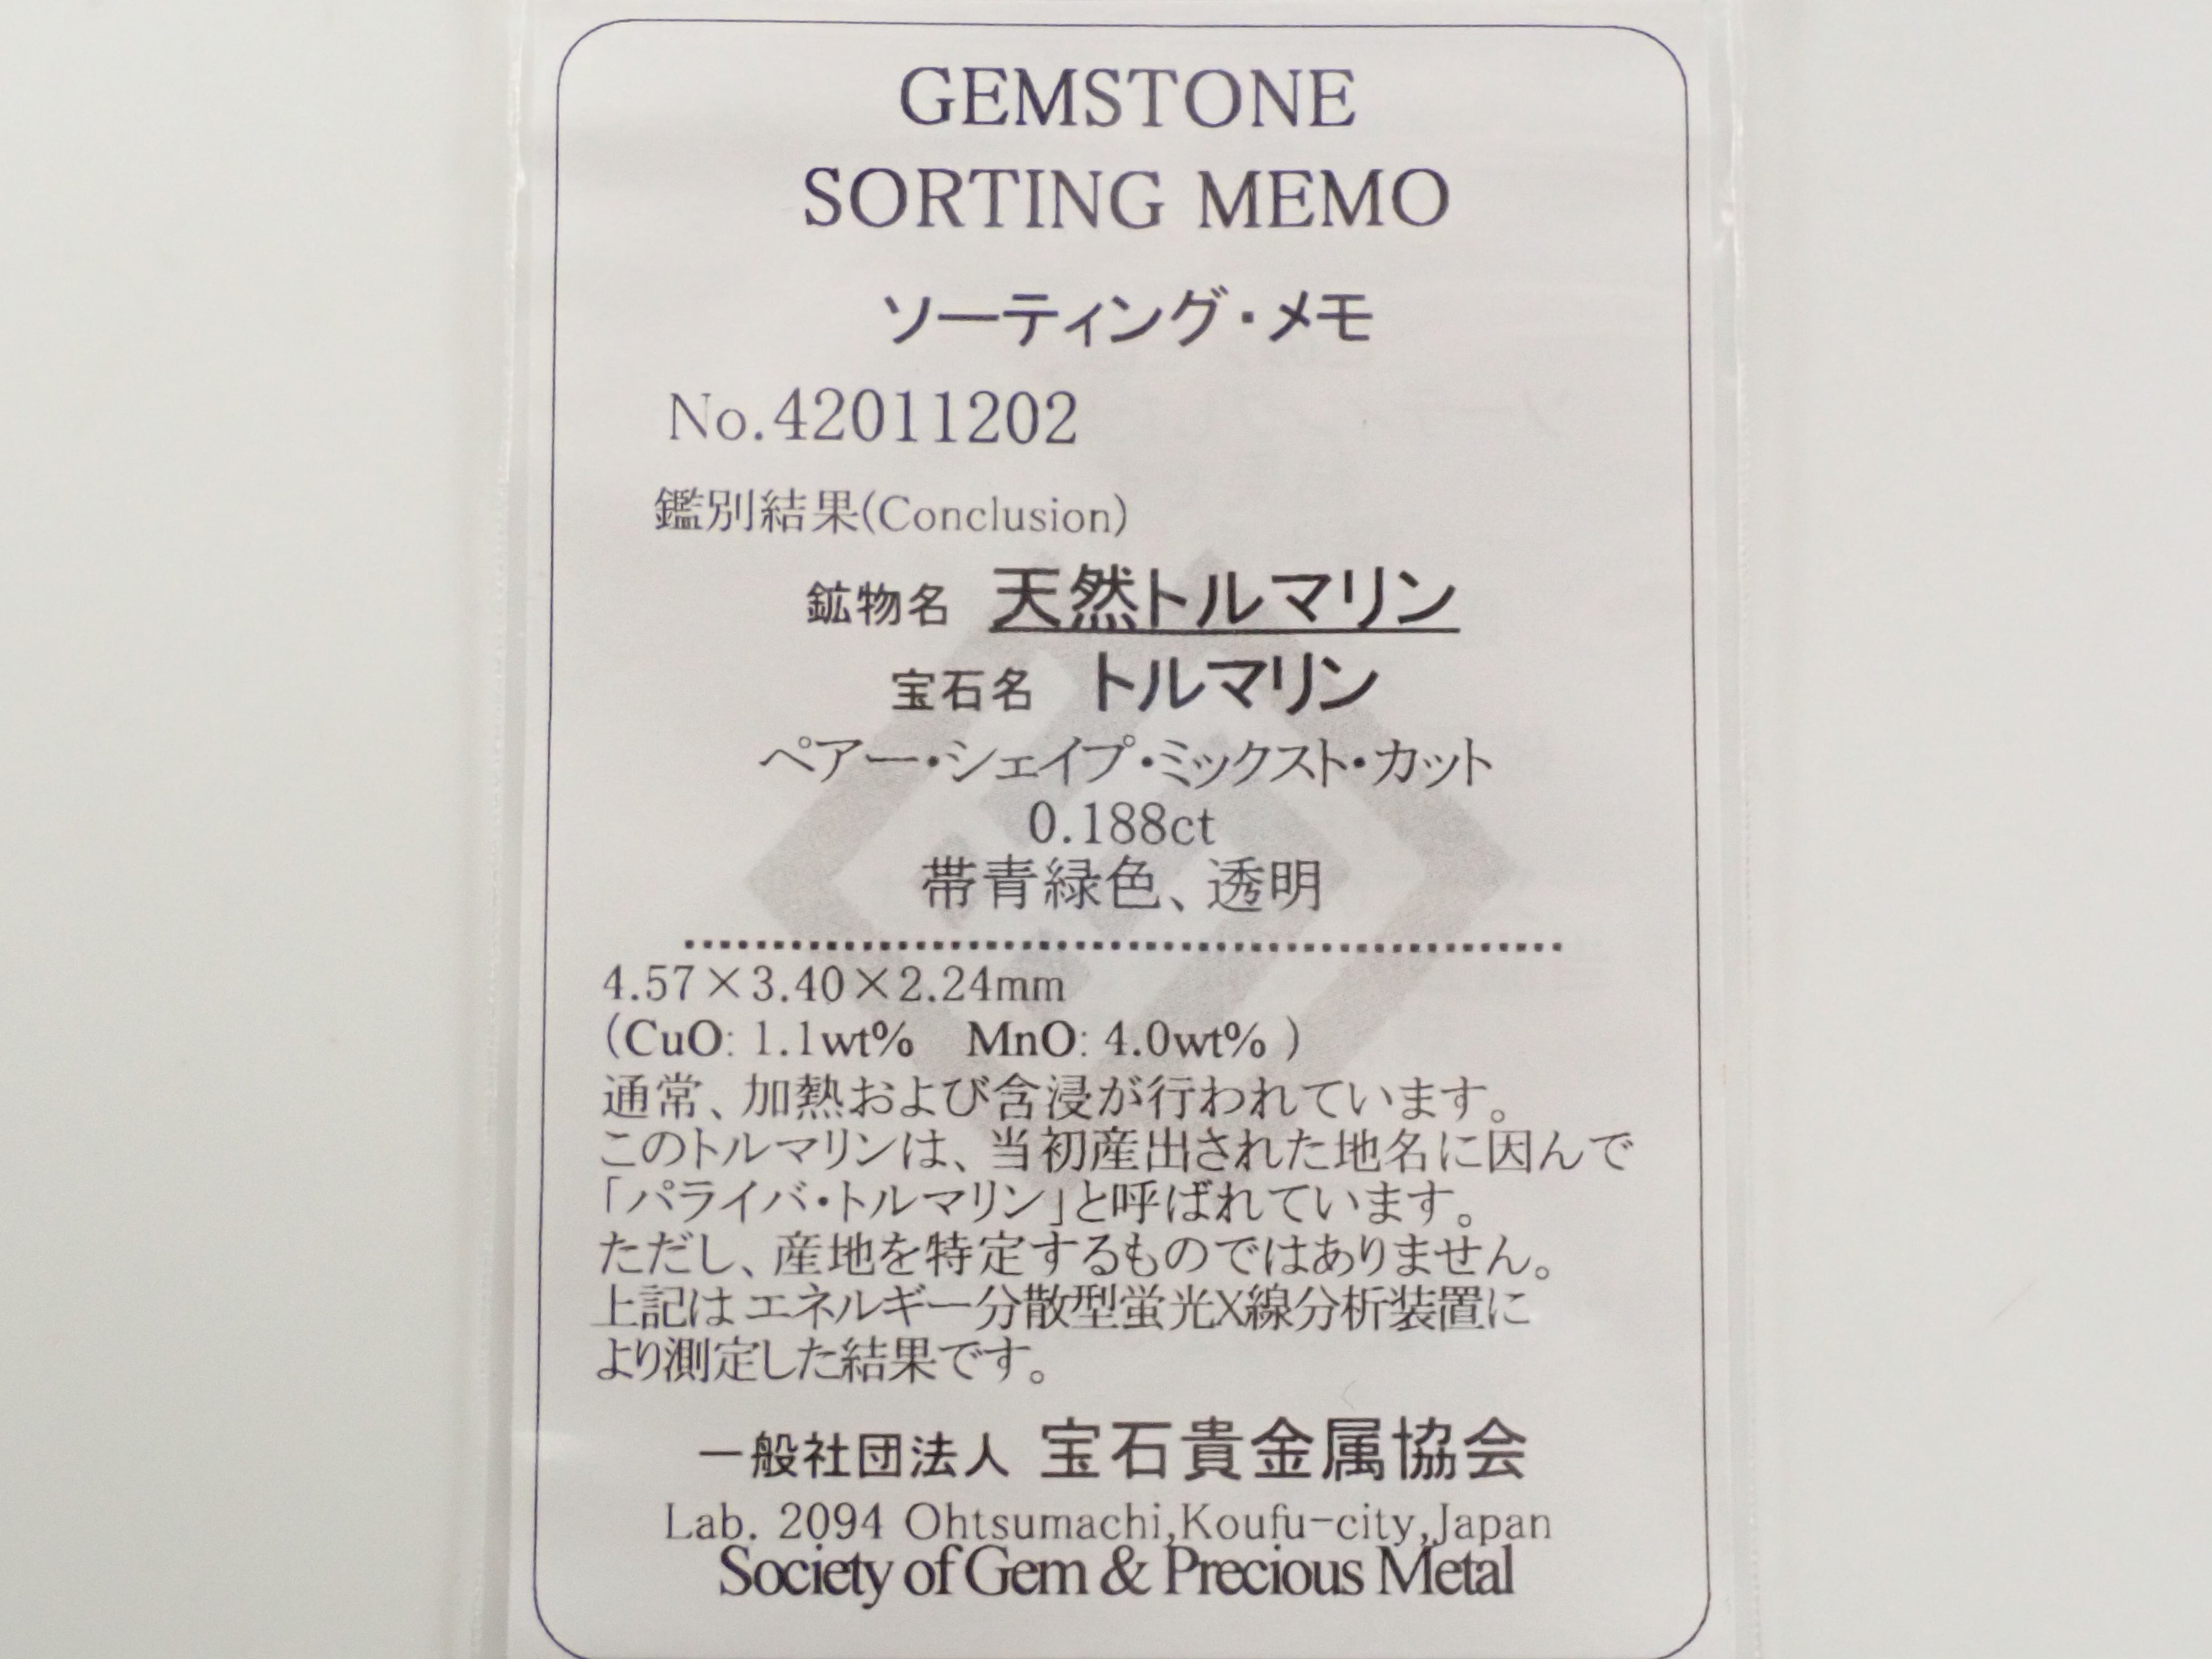 GEMSTONE
SORTING MEMO
ソーティング・メモ
No.42011202
鑑別結果(Conclusion)
鉱物名 天然トルマリン
宝石名 トルマリン
ペアー・シェイプ・ミックスト・カット
0.188ct
帯青緑色、透明
4.57×3.40×2.24mm
(CuO: 1.1wt% MnO: 4.0wt% )
通常、加熱および含浸が行われています。
このトルマリンは、当初産出された地名に因んで
「パライバ・トルマリン」と呼ばれています。
ただし、産地を特定するものではありません。
上記はエネルギー分散型蛍光X線分析装置に
より測定した結果です。
一般社団法人 宝石貴金属協会
Lab. 2094 Ohtsumachi,Koufu-city,Japan
Society of Gem & Precious Metal